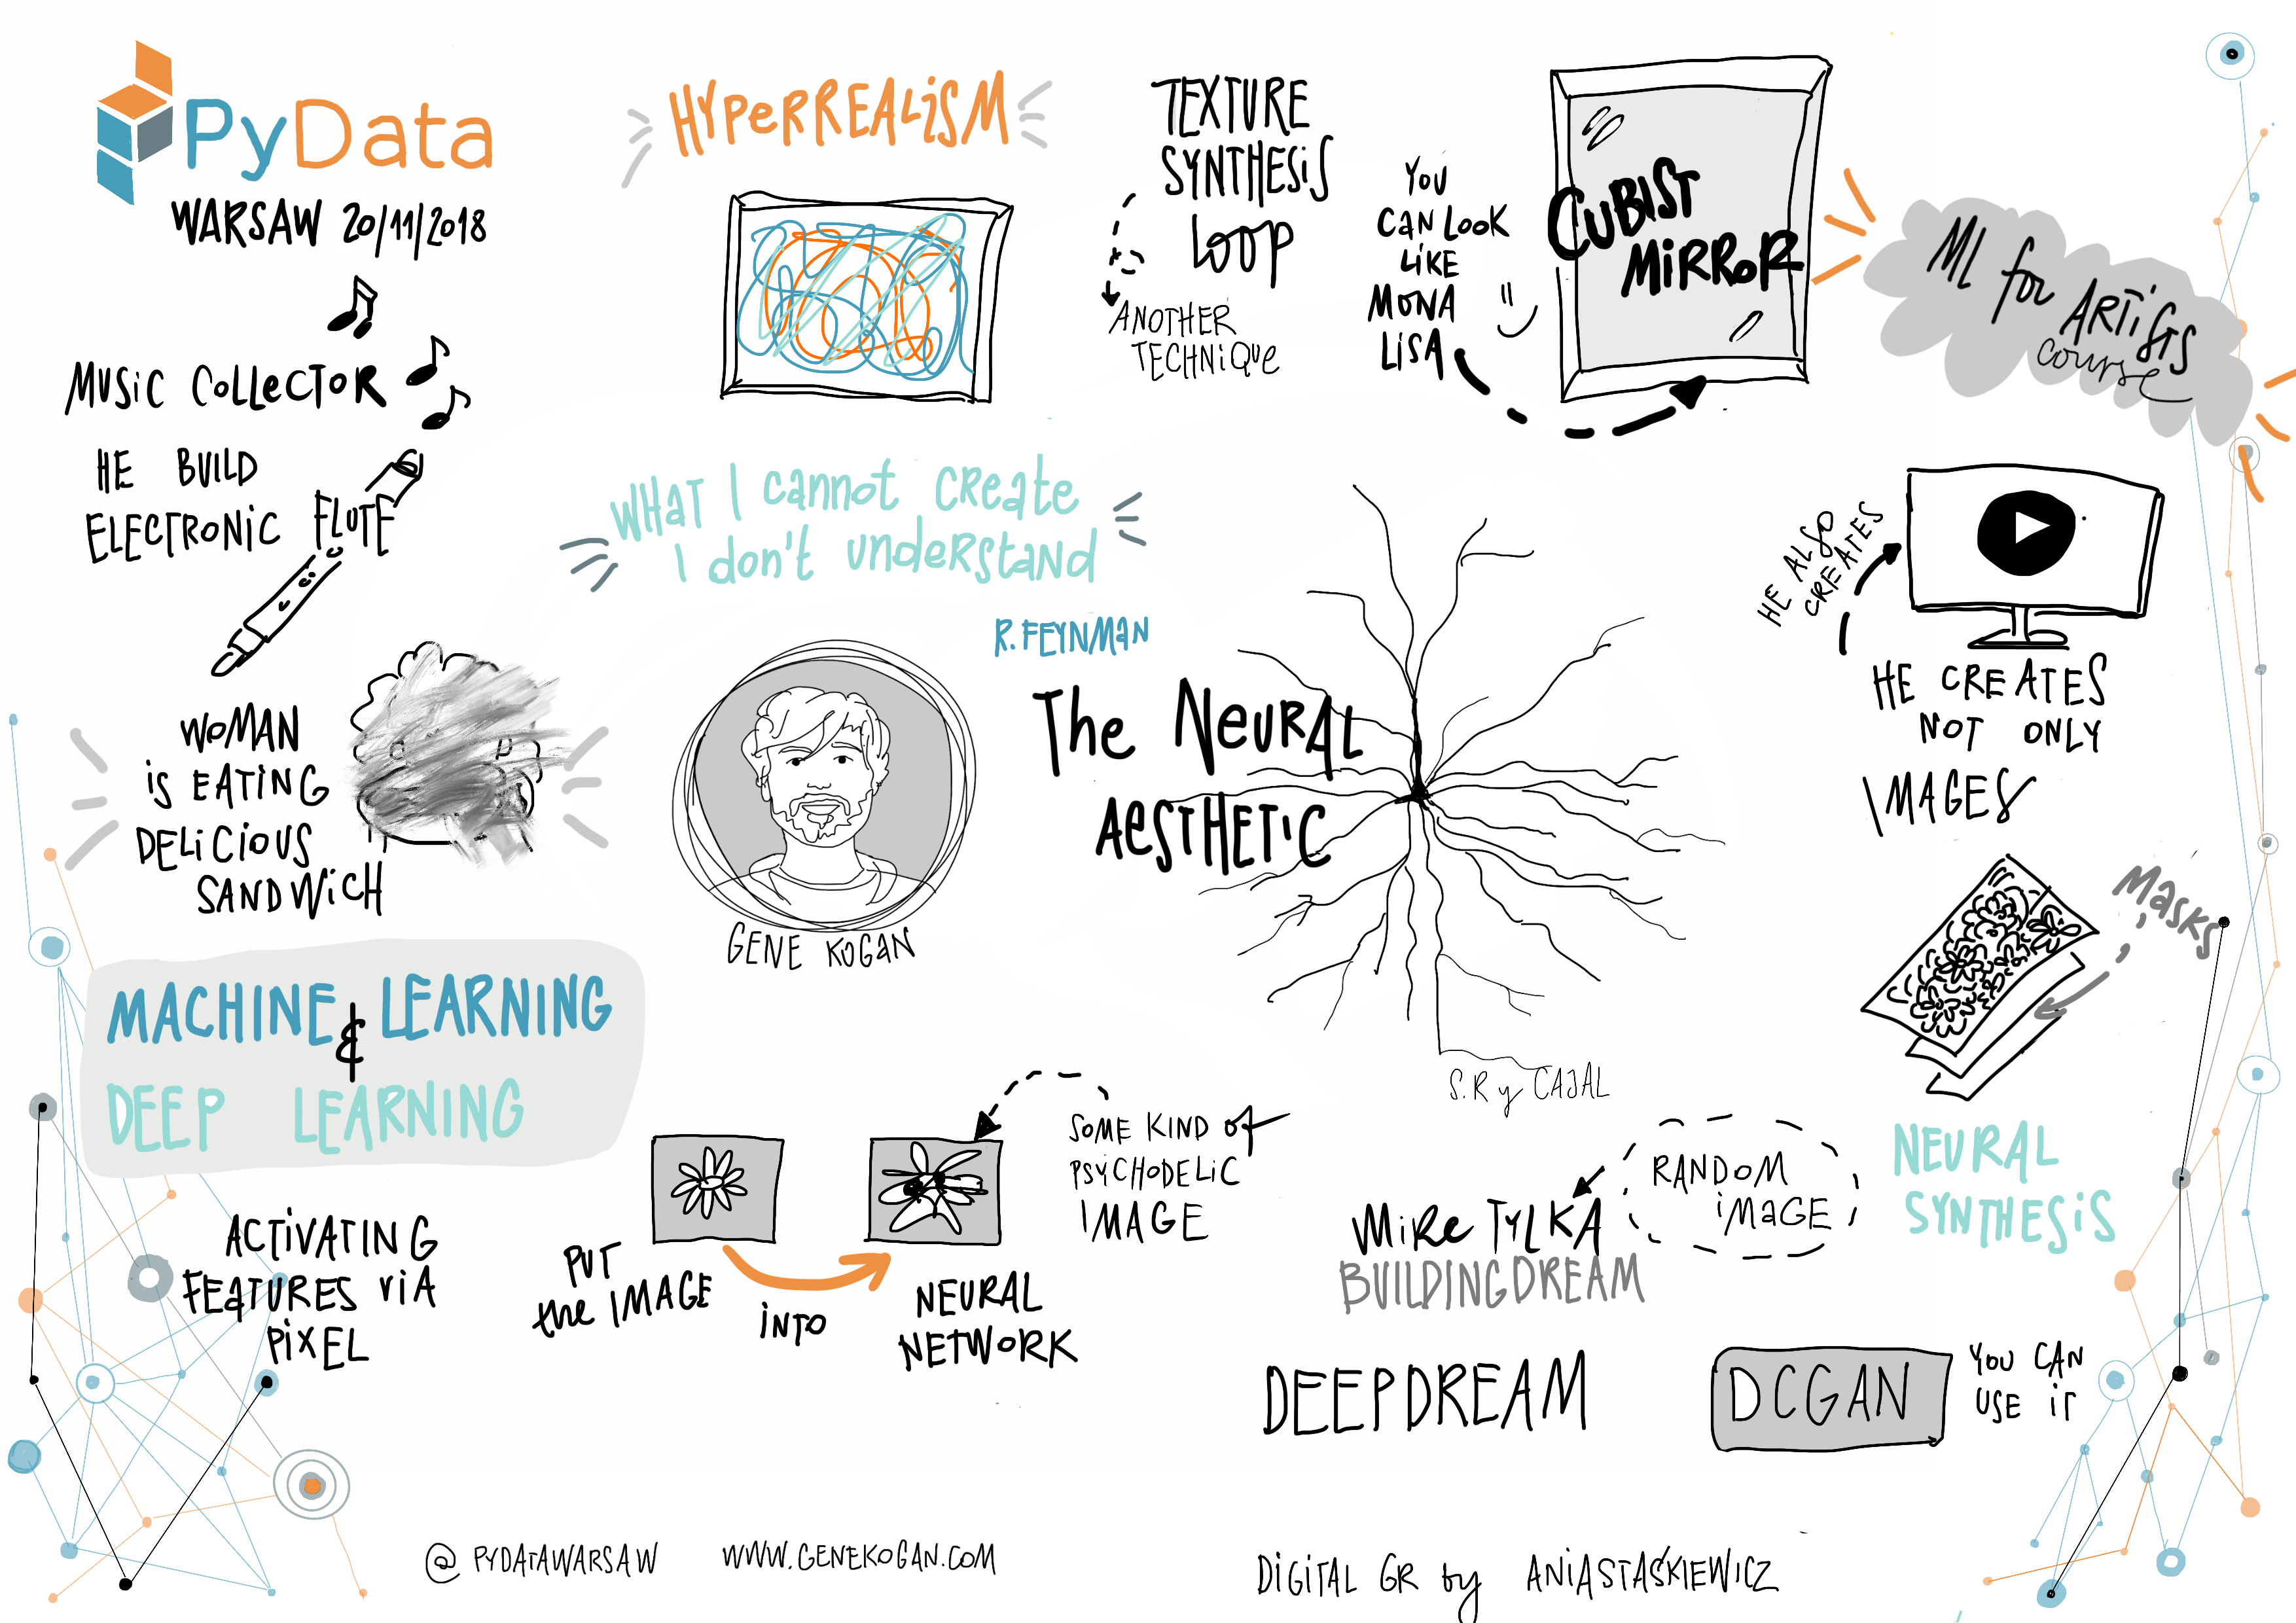 PyData
WARSAW 20/11/2018
MUSIC COLLECTOR
HE BUILD
ELECTRONIC FLUTE
WOMAN
IS EATING
DELICIOUS
SANDWICH
MACHINE LEARNING
&
DEEP LEARNING
ACTIVATING
FEATURES VIA
PIXEL
HYPERREALISM
WHAT I cannot CREATE
I don't understand
R. FEYNMAN
GENE KOGAN
The NEURAL
AESTHETIC
S.R y CAJAL
PUT
the IMAGE
INTO
NEURAL
NETWORK
SOME KIND of
PSYCHODELIC
IMAGE
TEXTURE
SYNTHESIS
LOOP
ANOTHER
TECHNIQUE
YOU
CAN LOOK
LIKE
MONA
LISA
CUBIST
MIRROR
ML for ARTISTS
course
HE ALSO
CREATES
HE CREATES
NOT ONLY
IMAGES
Masks
NEURAL
SYNTHESIS
RANDOM
IMAGE
MIKE TYLKA
BUILDINGDREAM
DEEPDREAM
DCGAN
YOU CAN
USE IT
@ PYDATAWARSAW
WWW.GENEKOGAN.COM
DIGITAL GR by ANIASTAŚKIEWICZ